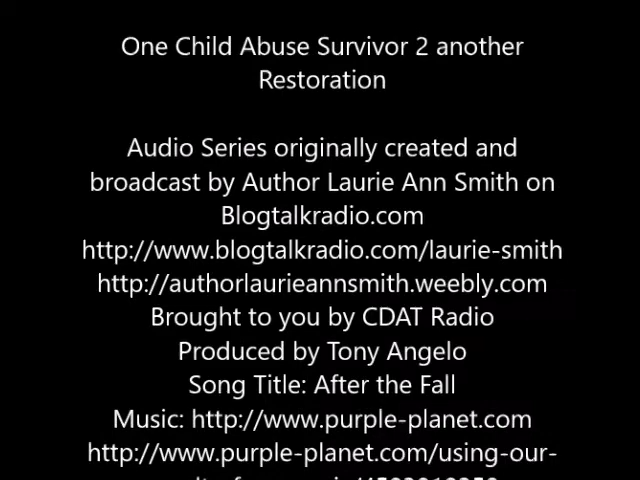 One Child Abuse Survivor 2 another
Restoration
Audio Series originally created and
broadcast by Author Laurie Ann Smith on
Blogtalkradio.com
http://www.blogtalkradio.com/laurie-smith
http://authorlaurieannsmith.weebly.com
Brought to you by CDAT Radio
Produced by Tony Angelo
Song Title: After the Fall
Music: http://www.purple-planet.com
http://www.purple-planet.com/using-our-